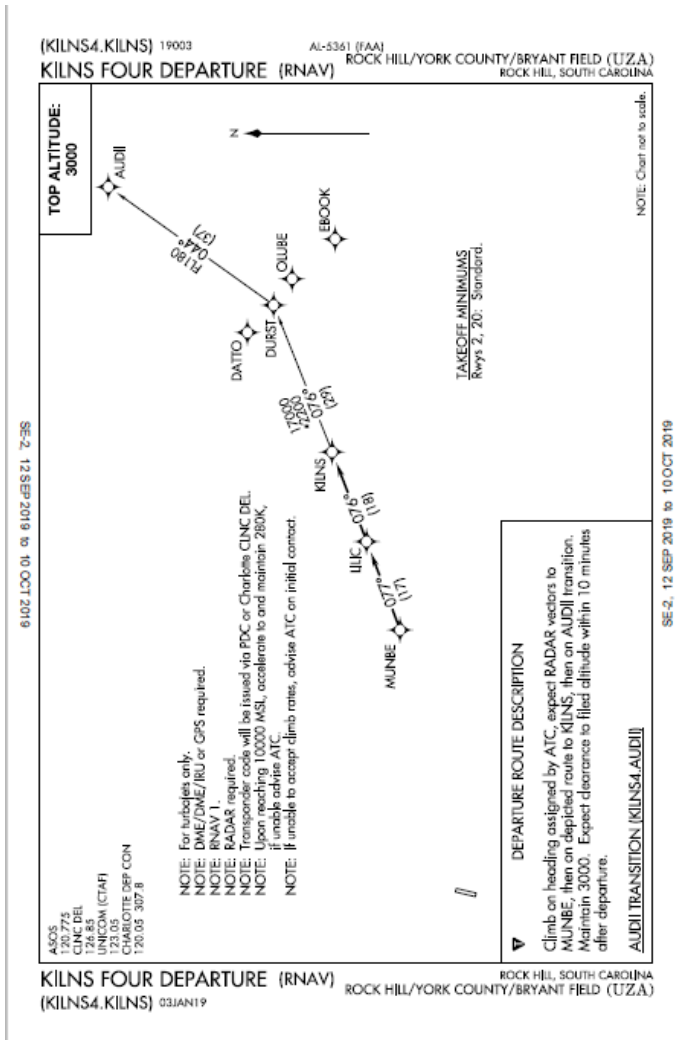 (KILNS4.KILNS) 19003
AL-5361 (FAA)
KILNS FOUR DEPARTURE (RNAV)
ROCK HILL/YORK COUNTY/BRYANT FIELD (UZA)
ROCK HILL, SOUTH CAROLINA
TOP ALTITUDE:
3000
AUDII
N
FL180
044°
(37)
EBOOK
OLUBE
DURST
DATTO
17000
*2200
076°
(29)
KILNS
076°
(18)
LILIC
077°
(17)
MUNBE
TAKEOFF MINIMUMS
Rwys 2, 20: Standard.
NOTE: Chart not to scale.
ASOS
120.775
CLNC DEL
126.85
UNICOM (CTAF)
123.05
CHARLOTTE DEP CON
120.05 307.8
NOTE: For turbojets only.
NOTE: DME/DME/IRU or GPS required.
NOTE: RNAV 1.
NOTE: RADAR required.
NOTE: Transponder code will be issued via PDC or Charlotte CLNC DEL.
NOTE: Upon reaching 10000 MSL, accelerate to and maintain 280K,
if unable advise ATC.
NOTE: If unable to accept climb rates, advise ATC on initial contact.
DEPARTURE ROUTE DESCRIPTION
Climb on heading assigned by ATC, expect RADAR vectors to
MUNBE, then on depicted route to KILNS, then on AUDII transition.
Maintain 3000. Expect clearance to filed altitude within 10 minutes
after departure.
AUDII TRANSITION (KILNS4.AUDII)
KILNS FOUR DEPARTURE (RNAV)
(KILNS4.KILNS) 03JAN19
ROCK HILL, SOUTH CAROLINA
ROCK HILL/YORK COUNTY/BRYANT FIELD (UZA)
SE-2, 12 SEP 2019 to 10 OCT 2019
SE-2, 12 SEP 2019 to 10 OCT 2019